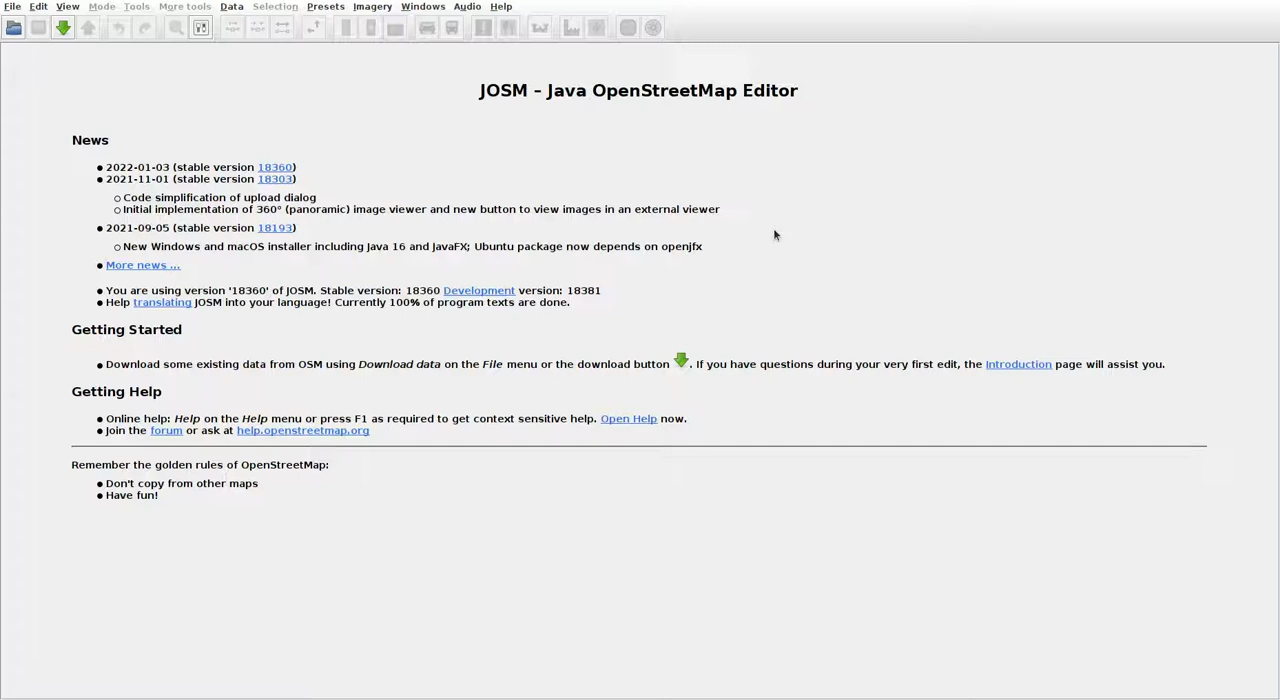 File Edit View Mode Tools More tools Data Selection Presets Imagery Windows Audio Help
JOSM – Java OpenStreetMap Editor
News
2022-01-03 (stable version 18360)
2021-11-01 (stable version 18303)
Code simplification of upload dialog
Initial implementation of 360° (panoramic) image viewer and new button to view images in an external viewer
2021-09-05 (stable version 18193)
New Windows and macOS installer including Java 16 and JavaFX; Ubuntu package now depends on openjfx
More news ...
You are using version '18360' of JOSM. Stable version: 18360 Development version: 18381
Help translating JOSM into your language! Currently 100% of program texts are done.
Getting Started
Download some existing data from OSM using Download data on the File menu or the download button . If you have questions during your very first edit, the Introduction page will assist you.
Getting Help
Online help: Help on the Help menu or press F1 as required to get context sensitive help. Open Help now.
Join the forum or ask at help.openstreetmap.org
Remember the golden rules of OpenStreetMap:
Don't copy from other maps
Have fun!